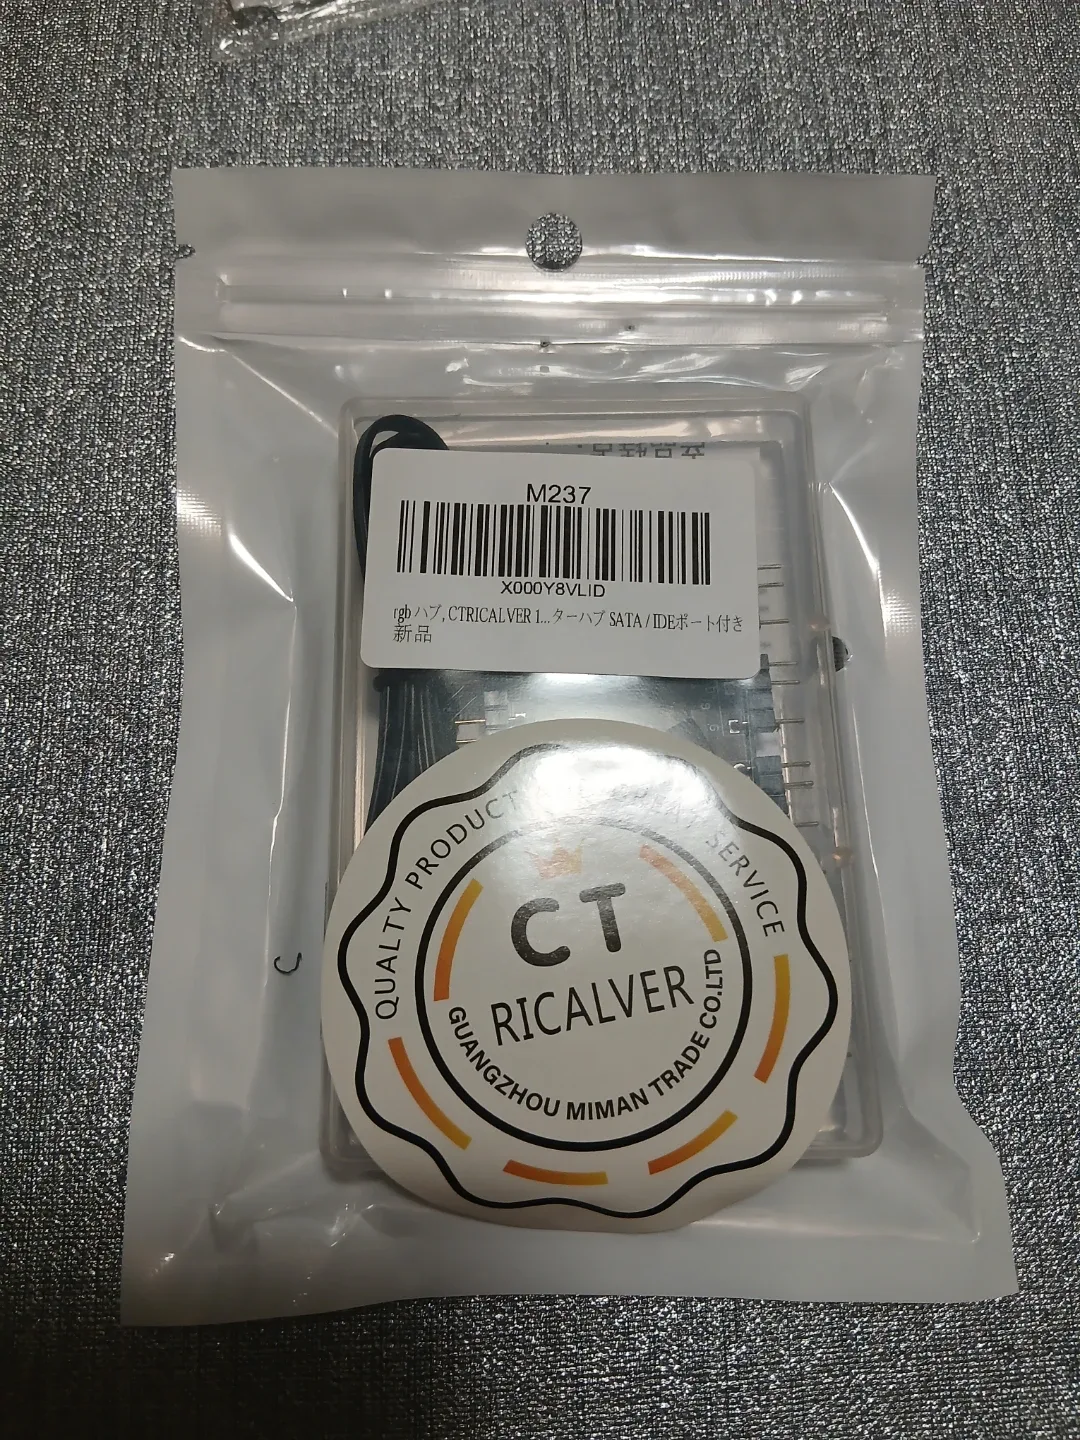 M237
X000Y8VLID
rgb ハブ, CTRICALVER 1...ターハブ SATA / IDEポート付き
新品
QUALTY PRODUCT
SERVICE
CT
RICALVER
GUANGZHOU MIMAN TRADE CO.LTD